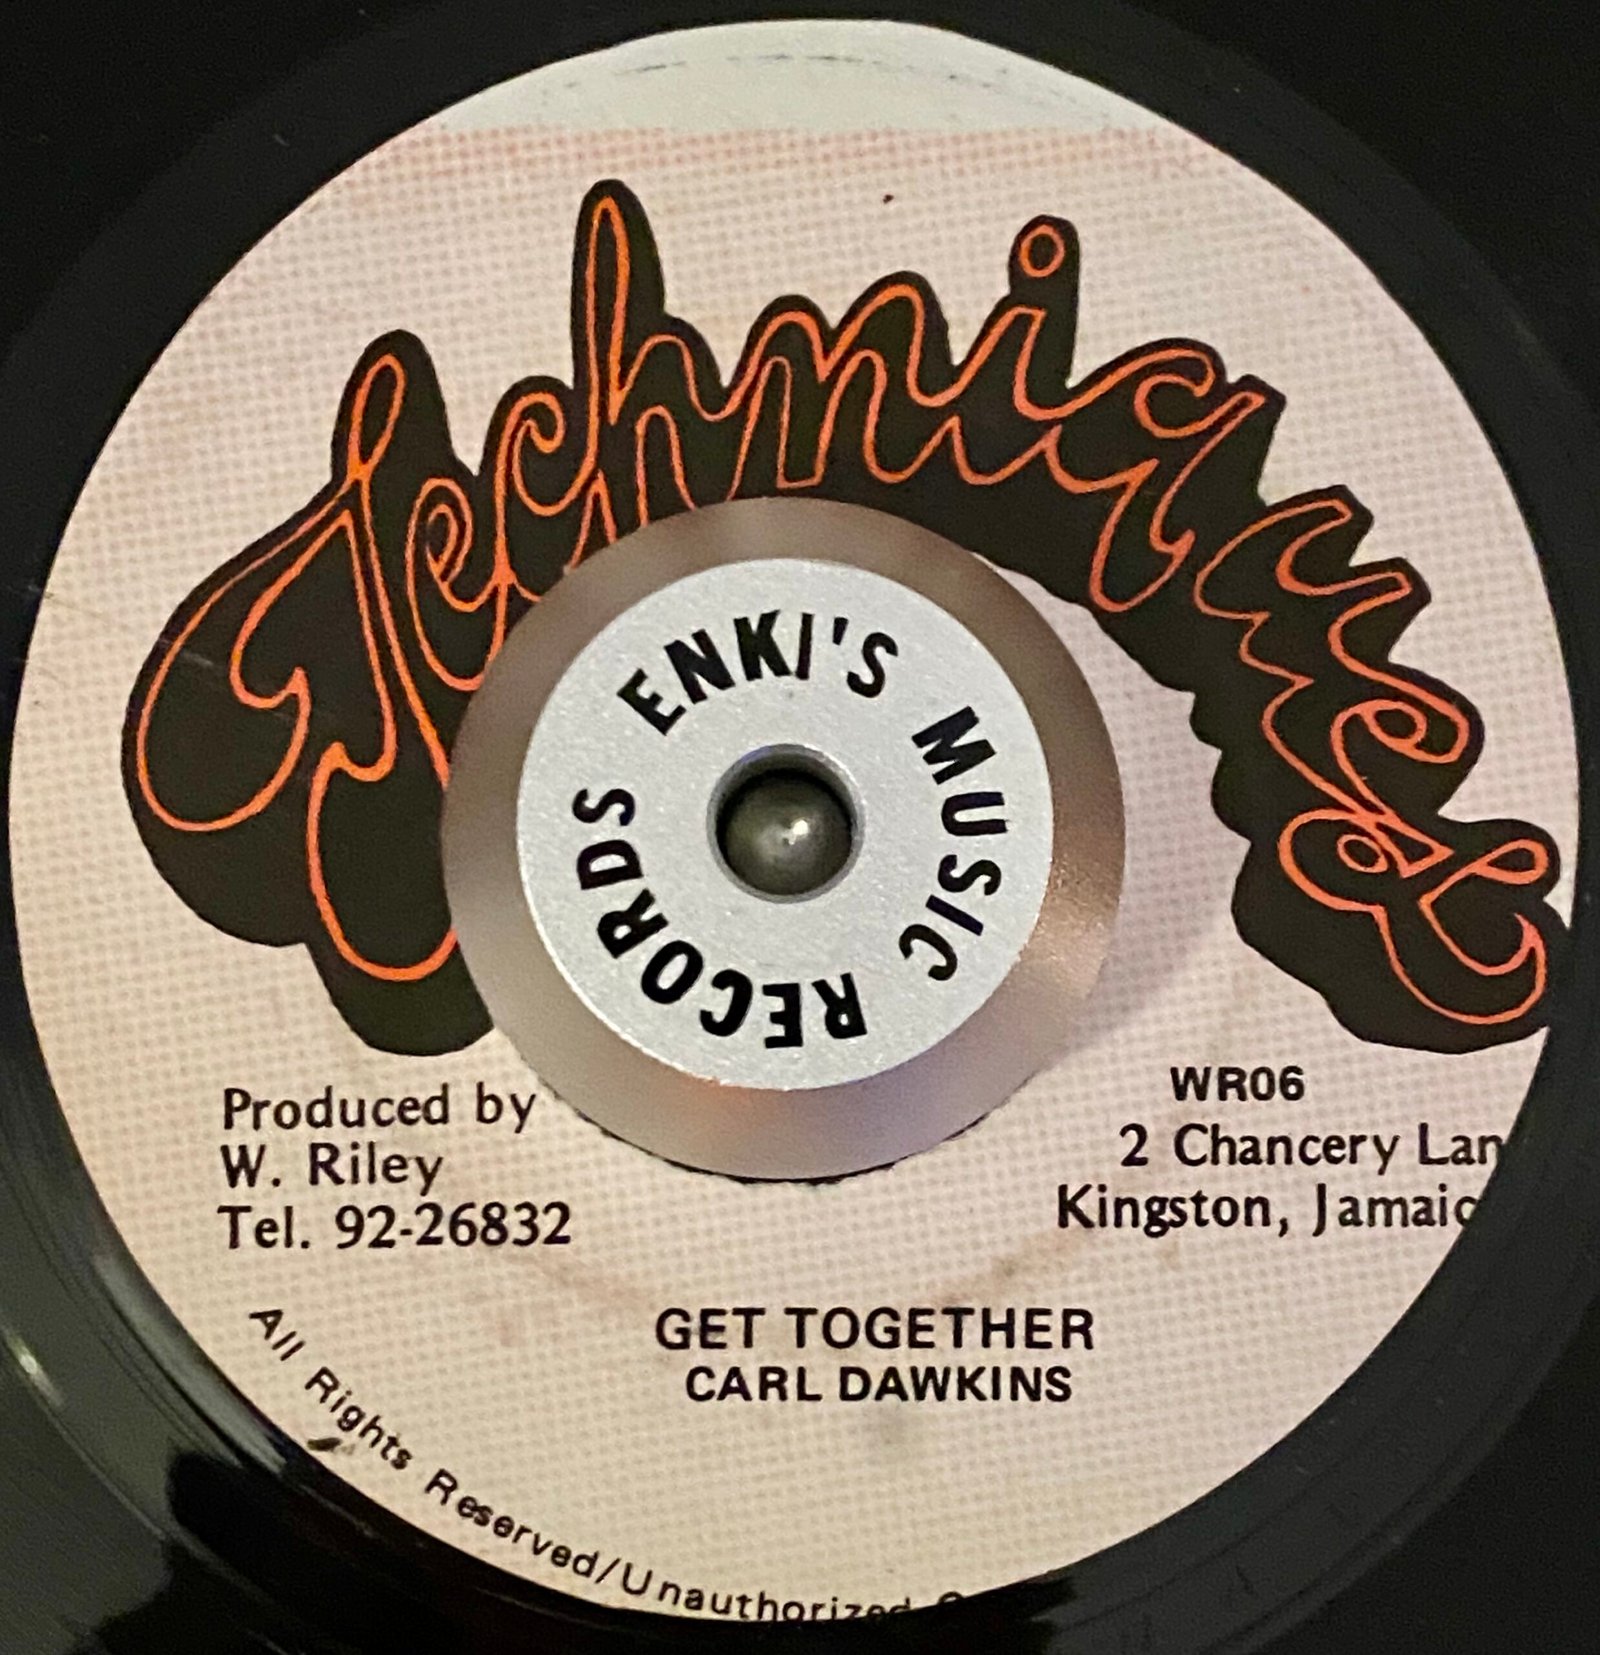 Techniques
ENKI'S MUSIC RECORDS
Produced by
W. Riley
Tel. 92-26832
WR06
2 Chancery Lan
Kingston, Jamaic
GET TOGETHER
CARL DAWKINS
All Rights Reserved/Unauthorized